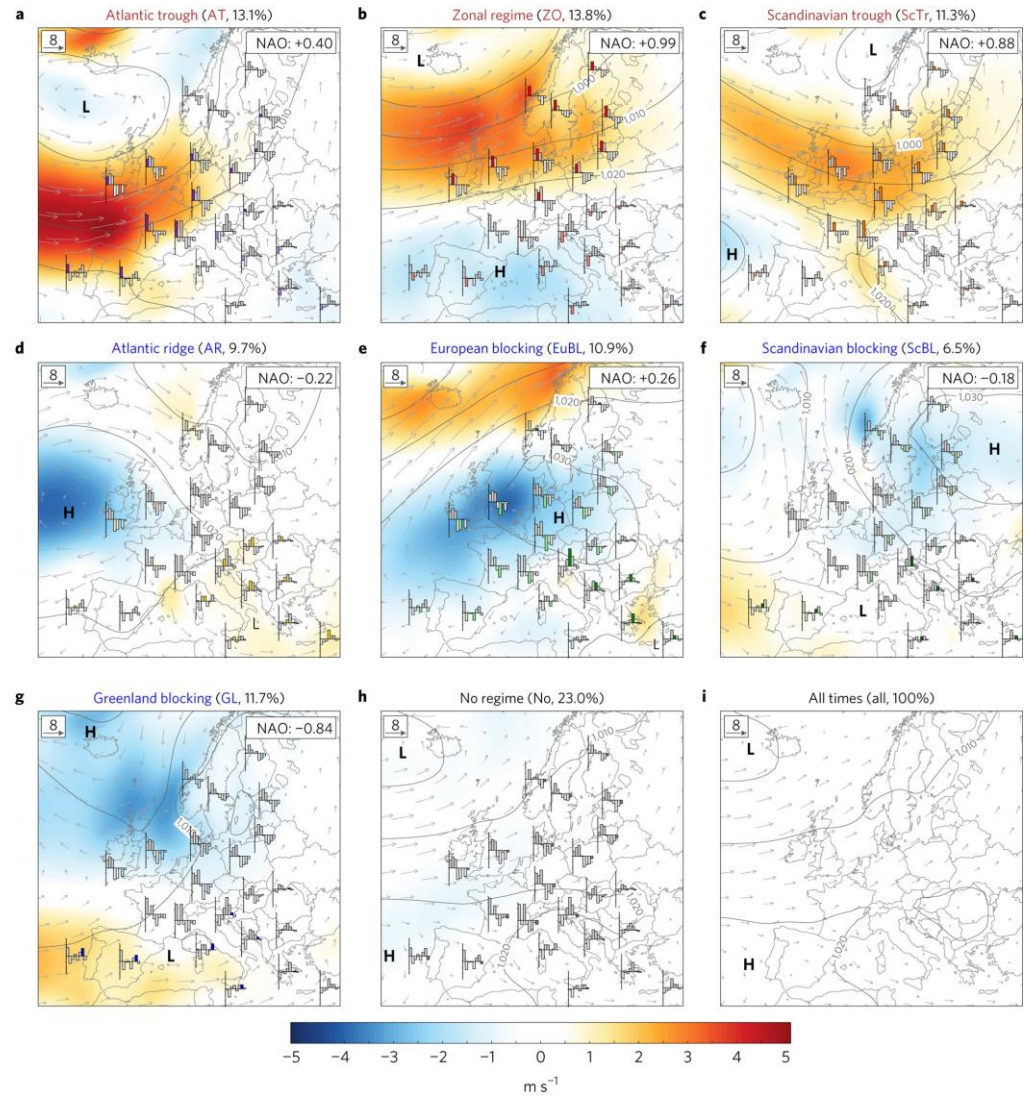 a Atlantic trough (AT, 13.1%)
8
NAO: +0.40
L
1,010
b Zonal regime (ZO, 13.8%)
8
NAO: +0.99
L
1,000
1,010
1,020
H
c Scandinavian trough (ScTr, 11.3%)
8
NAO: +0.88
L
1,000
H
1,020
d Atlantic ridge (AR, 9.7%)
8
NAO: −0.22
1,010
H
1,020
L
e European blocking (EuBL, 10.9%)
8
NAO: +0.26
1,020
1,030
H
L
f Scandinavian blocking (ScBL, 6.5%)
8
NAO: −0.18
1,010
1,030
H
1,020
L
g Greenland blocking (GL, 11.7%)
8
NAO: −0.84
H
L
h No regime (No, 23.0%)
8
1,010
L
1,020
H
1,020
i All times (all, 100%)
8
1,010
L
1,020
H
−5 −4 −3 −2 −1 0 1 2 3 4 5
m s⁻¹